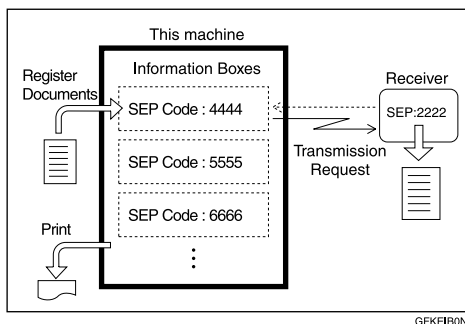 This machine
Information Boxes
Register
Documents
SEP Code : 4444
SEP Code : 5555
SEP Code : 6666
Print
Receiver
SEP:2222
Transmission
Request
GFKFIB0N